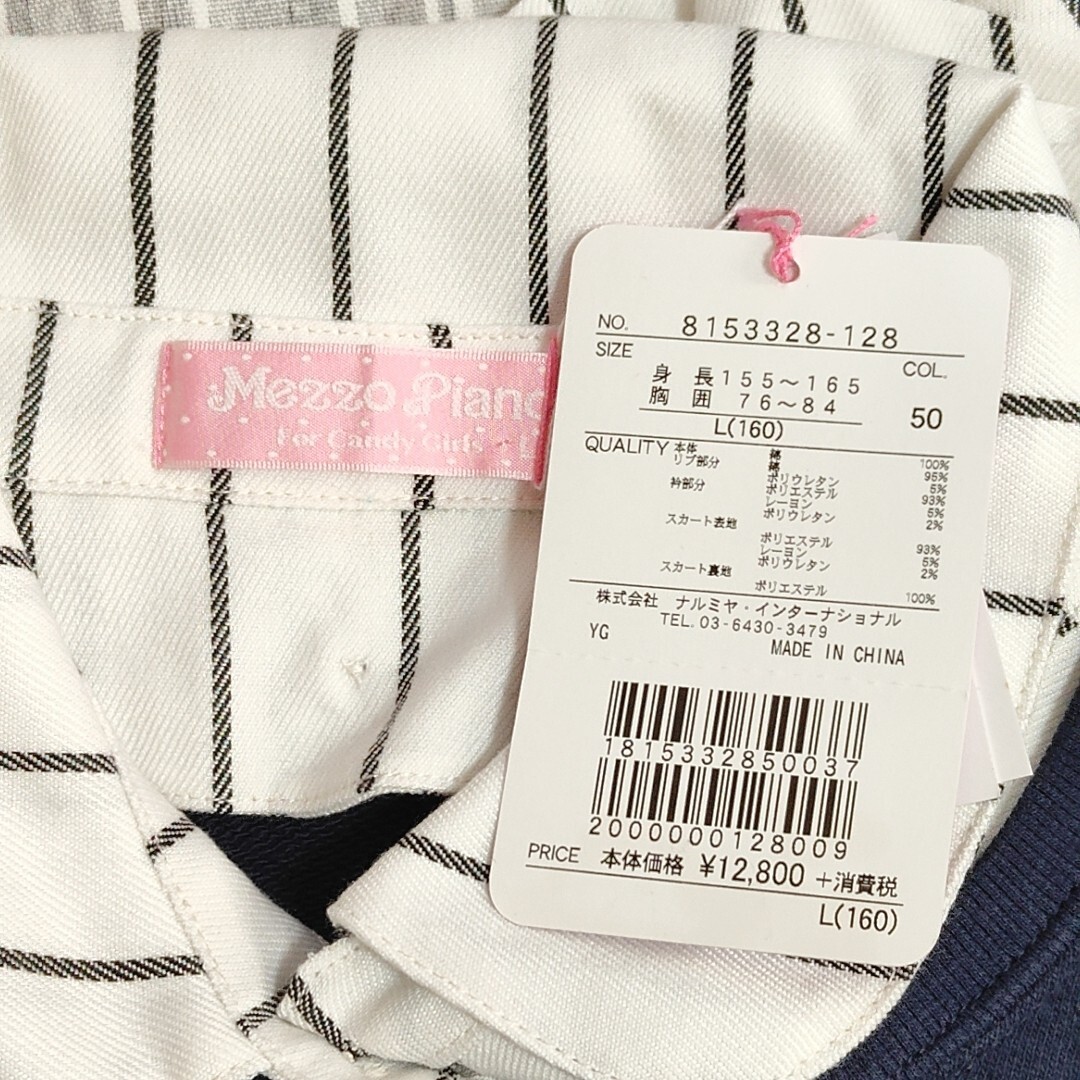 Mezzo Piano
For Candy Girls · L
NO. 8153328-128
SIZE COL.
身長 155～165
胸囲 76～84 50
L(160)
QUALITY 本体 綿 100%
リブ部分 綿 95%
ポリウレタン 5%
衿部分 ポリエステル 93%
レーヨン 5%
ポリウレタン 2%
スカート表地
ポリエステル 93%
レーヨン 5%
ポリウレタン 2%
スカート裏地
ポリエステル 100%
株式会社 ナルミヤ・インターナショナル
TEL. 03-6430-3479
YG MADE IN CHINA
1815332850037
2000000128009
PRICE 本体価格 ¥12,800 +消費税
L(160)